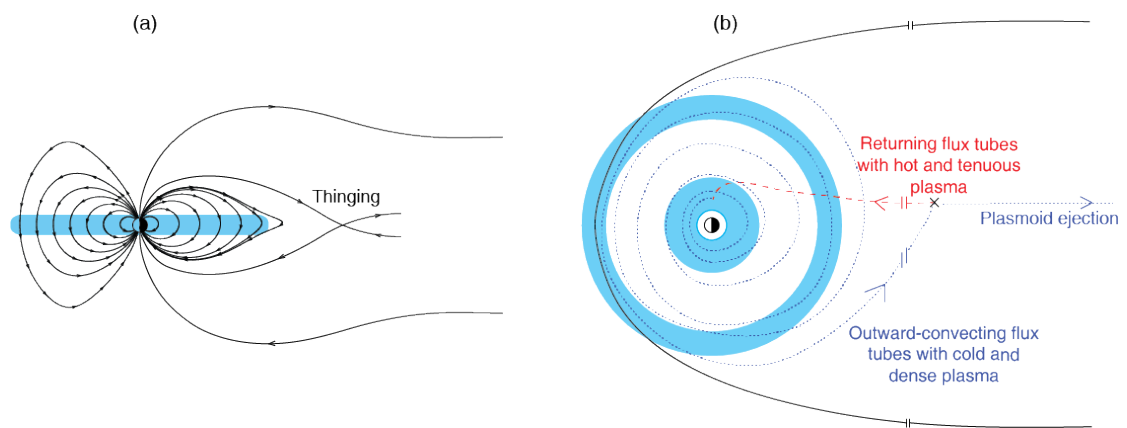 (a)
Thinging
(b)
Returning flux tubes
with hot and tenuous
plasma
Plasmoid ejection
Outward-convecting flux
tubes with cold and
dense plasma